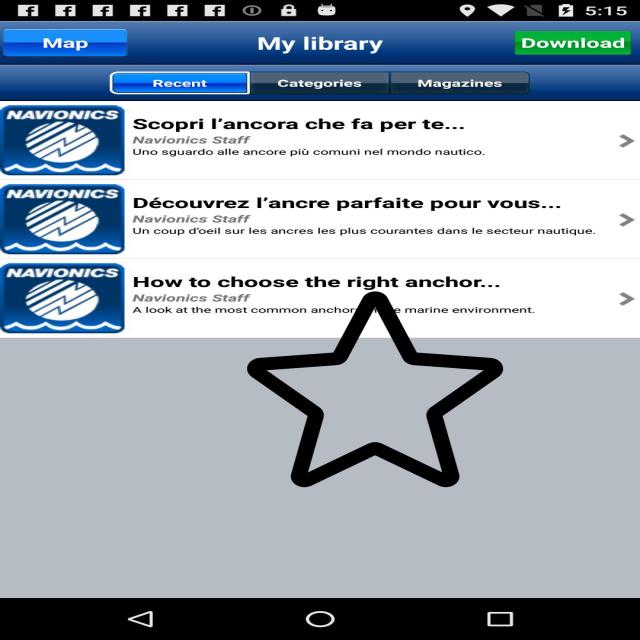 5:15
Map
My library
Download
Recent
Categories
Magazines
NAVIONICS
Scopri l'ancora che fa per te...
Navionics Staff
Uno sguardo alle ancore più comuni nel mondo nautico.
NAVIONICS
Découvrez l'ancre parfaite pour vous...
Navionics Staff
Un coup d'oeil sur les ancres les plus courantes dans le secteur nautique.
NAVIONICS
How to choose the right anchor...
Navionics Staff
A look at the most common marine environment.